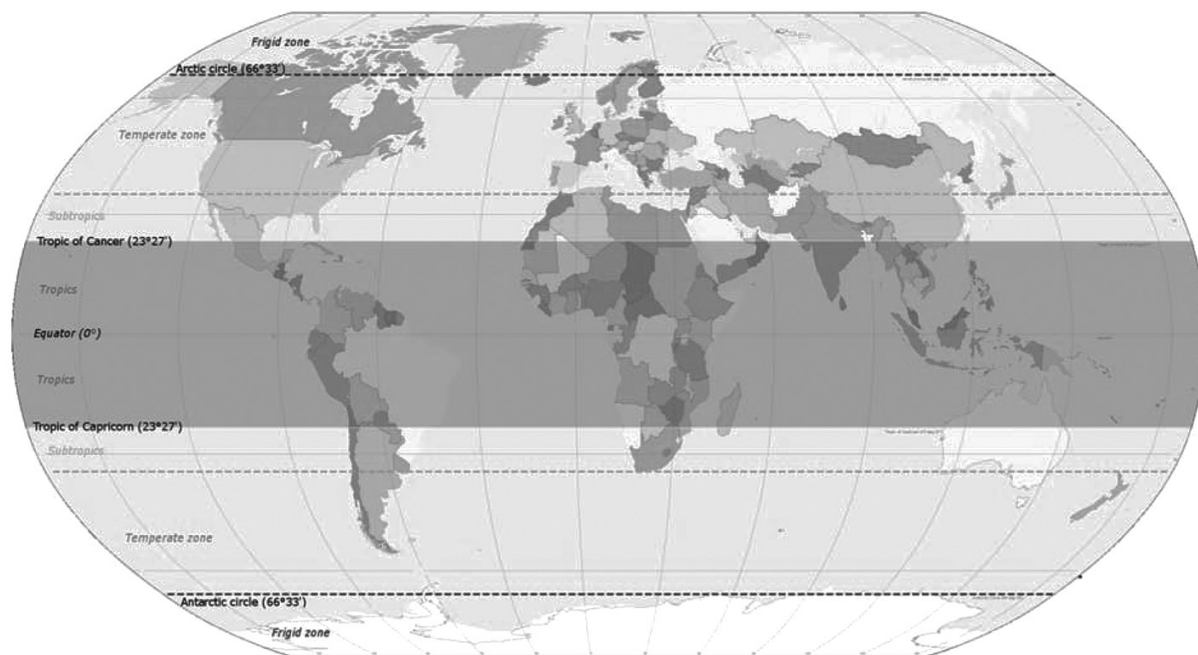 Frigid zone
Arctic circle (66°33')
Temperate zone
Subtropics
Tropic of Cancer (23°27')
Tropics
Equator (0°)
Tropics
Tropic of Capricorn (23°27')
Subtropics
Temperate zone
Antarctic circle (66°33')
Frigid zone